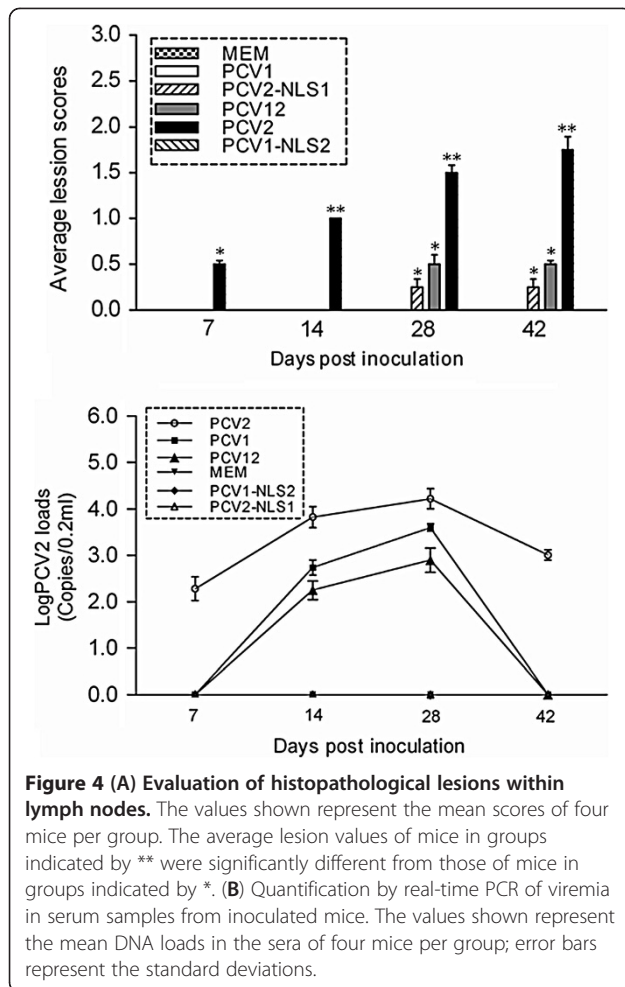 3.0
2.5
2.0
1.5
1.0
0.5
0.0
Average lession scores
MEM
PCV1
PCV2-NLS1
PCV12
PCV2
PCV1-NLS2
*
**
* * **
* * **
7 14 28 42
Days post inoculation
6.0
5.0
4.0
3.0
2.0
1.0
0.0
LogPCV2 loads
(Copies/0.2ml)
PCV2
PCV1
PCV12
MEM
PCV1-NLS2
PCV2-NLS1
7 14 28 42
Days post inoculation
Figure 4 (A) Evaluation of histopathological lesions within
lymph nodes. The values shown represent the mean scores of four
mice per group. The average lesion values of mice in groups
indicated by ** were significantly different from those of mice in
groups indicated by *. (B) Quantification by real-time PCR of viremia
in serum samples from inoculated mice. The values shown represent
the mean DNA loads in the sera of four mice per group; error bars
represent the standard deviations.